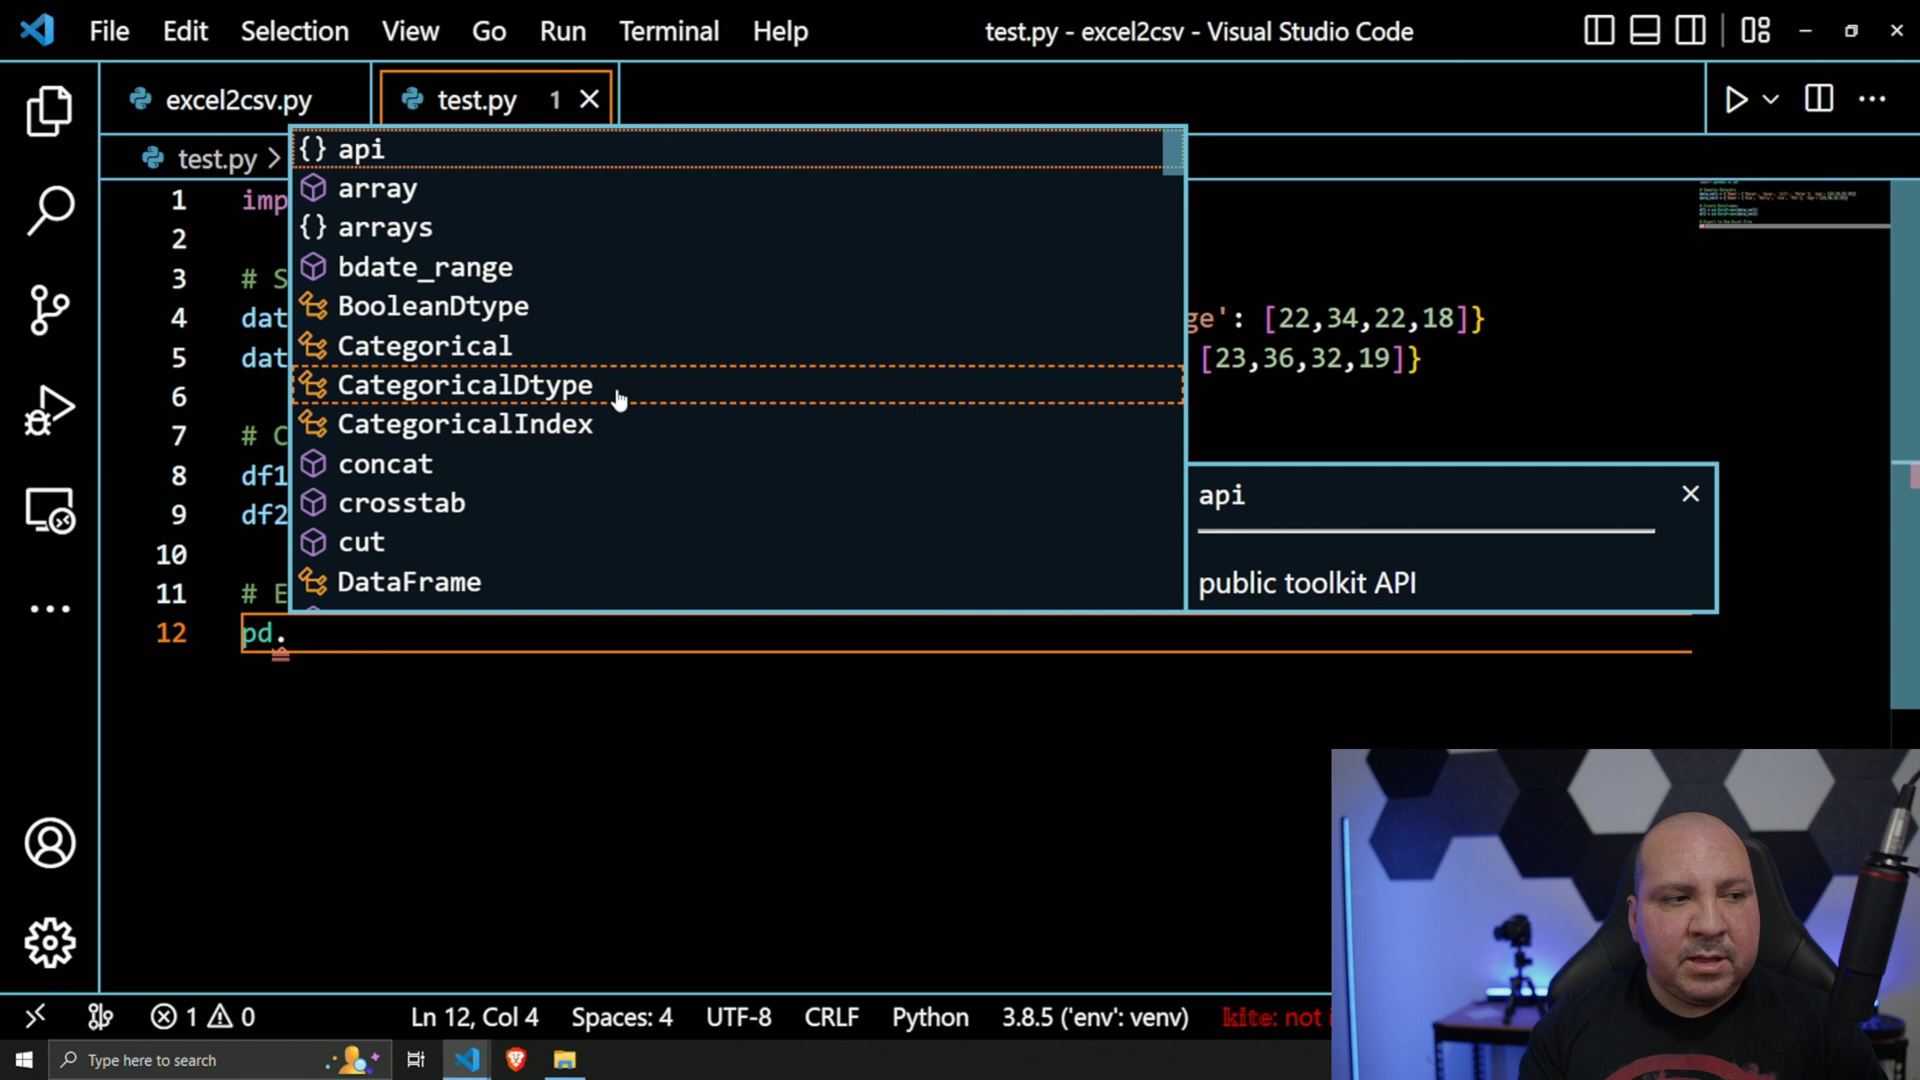 File Edit Selection View Go Run Terminal Help test.py - excel2csv - Visual Studio Code
excel2csv.py test.py 1
test.py >
{} api
array
{} arrays
bdate_range
BooleanDtype
Categorical
CategoricalDtype
CategoricalIndex
concat
crosstab
cut
DataFrame
1 imp
2
3 # S
4 dat ge': [22,34,22,18]}
5 dat [23,36,32,19]}
6
7 # C
8 df1
9 df2
10
11 # E
12 pd.
api
public toolkit API
1 0 Ln 12, Col 4 Spaces: 4 UTF-8 CRLF Python 3.8.5 ('env': venv) kite: not i
Type here to search